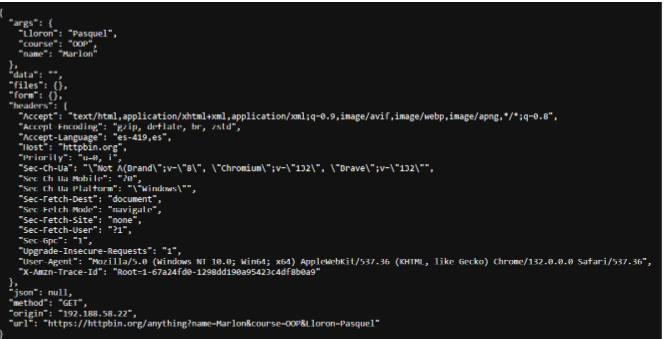 {
"args": {
"Lloron": "Pasquel",
"course": "OOP",
"name": "Marlon"
},
"data": "",
"files": {},
"form": {},
"headers": {
"Accept": "text/html,application/xhtml+xml,application/xml;q=0.9,image/avif,image/webp,image/apng,*/*;q=0.8",
"Accept-Encoding": "gzip, deflate, br, zstd",
"Accept-Language": "es-419,es",
"Host": "httpbin.org",
"Priority": "u=0, i",
"Sec-Ch-Ua": "\"Not A(Brand\";v=\"8\", \"Chromium\";v=\"132\", \"Brave\";v=\"132\"",
"Sec-Ch-Ua-Mobile": "?0",
"Sec-Ch-Ua-Platform": "\"Windows\"",
"Sec-Fetch-Dest": "document",
"Sec-Fetch-Mode": "navigate",
"Sec-Fetch-Site": "none",
"Sec-Fetch-User": "?1",
"Sec-Gpc": "1",
"Upgrade-Insecure-Requests": "1",
"User-Agent": "Mozilla/5.0 (Windows NT 10.0; Win64; x64) AppleWebKit/537.36 (KHTML, like Gecko) Chrome/132.0.0.0 Safari/537.36",
"X-Amzn-Trace-Id": "Root=1-67a24fd0-1298dd190a95423c4df8b0a9"
},
"json": null,
"method": "GET",
"origin": "192.188.58.22",
"url": "https://httpbin.org/anything?name=Marlon&course=OOP&Lloron=Pasquel"
}